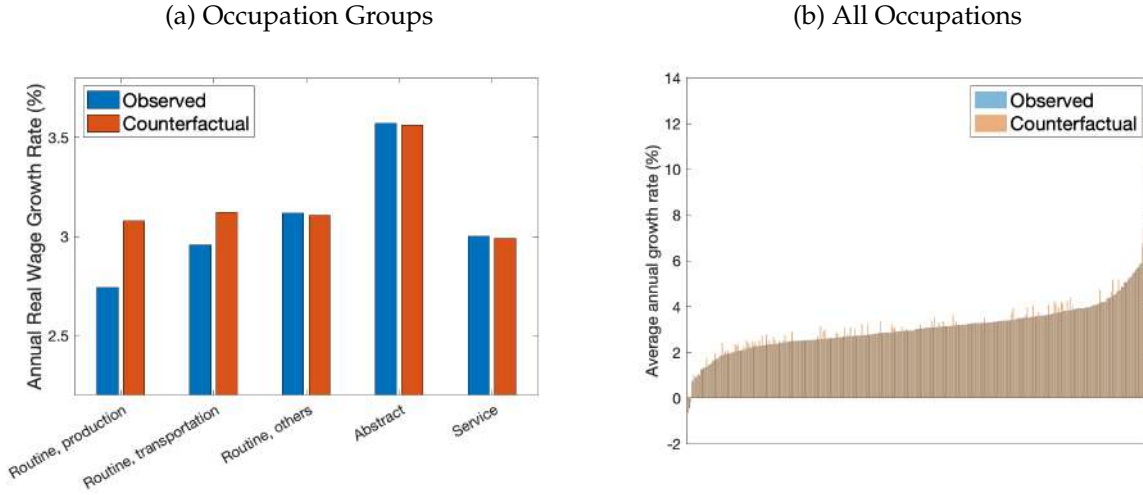 (a) Occupation Groups
Annual Real Wage Growth Rate (%)
3.5
3
2.5
Observed
Counterfactual
Routine, production
Routine, transportation
Routine, others
Abstract
Service
(b) All Occupations
Average annual growth rate (%)
14
12
10
8
6
4
2
0
-2
Observed
Counterfactual